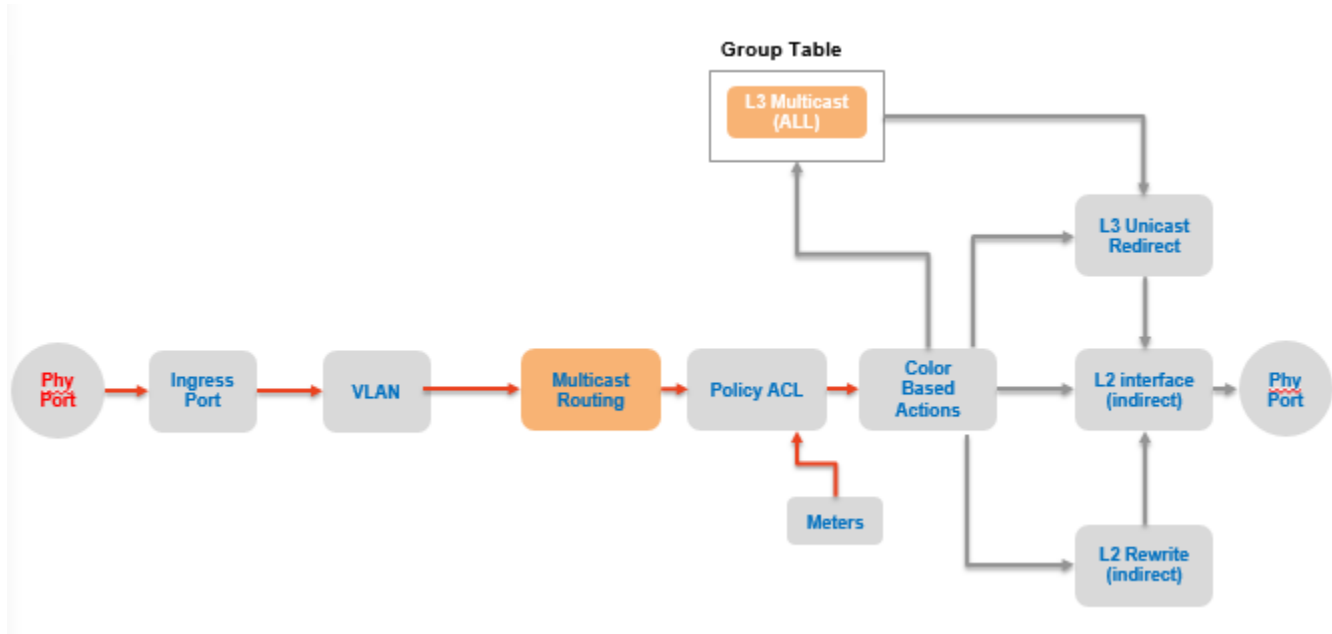 Group Table
L3 Multicast
(ALL)
L3 Unicast
Redirect
Phy
Port
Ingress
Port
VLAN
Multicast
Routing
Policy ACL
Color
Based
Actions
L2 interface
(indirect)
Phy
Port
Meters
L2 Rewrite
(indirect)